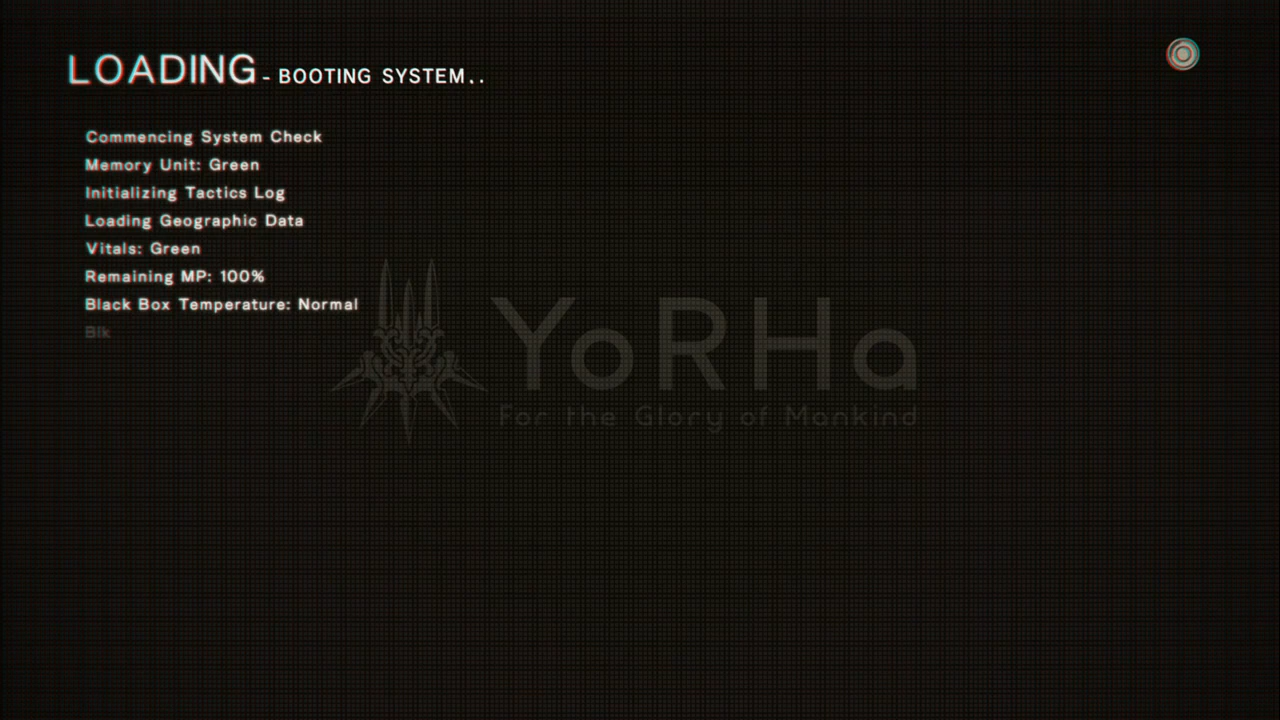 LOADING - BOOTING SYSTEM..
Commencing System Check
Memory Unit: Green
Initializing Tactics Log
Loading Geographic Data
Vitals: Green
Remaining MP: 100%
Black Box Temperature: Normal
Blk
YoRHa
For the Glory of Mankind